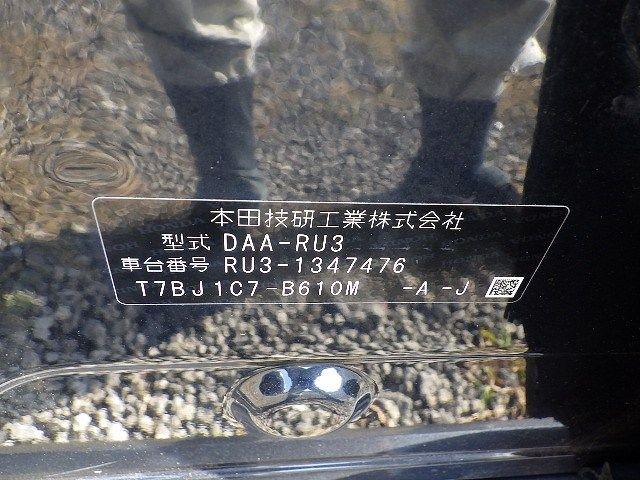 本田技研工業株式会社
型式 DAA-RU3
車台番号 RU3-1347476
T7BJ1C7-B610M -A -J